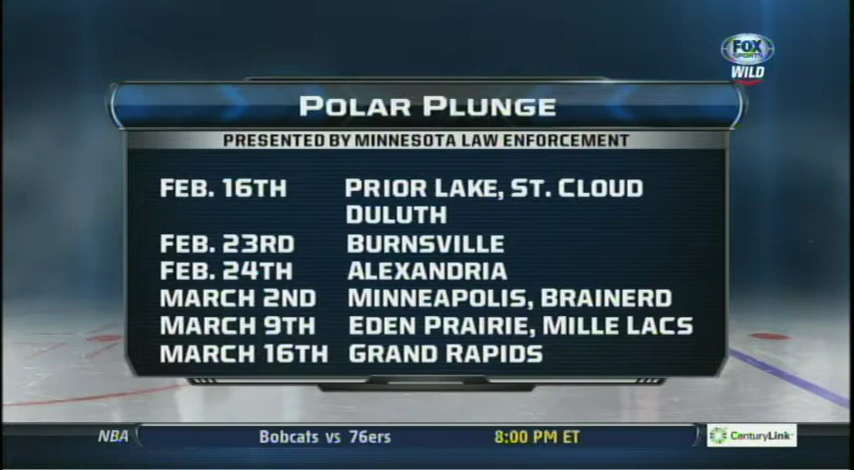 FOX
SPORTS
WILD
POLAR PLUNGE
PRESENTED BY MINNESOTA LAW ENFORCEMENT
FEB. 16TH PRIOR LAKE, ST. CLOUD
DULUTH
FEB. 23RD BURNSVILLE
FEB. 24TH ALEXANDRIA
MARCH 2ND MINNEAPOLIS, BRAINERD
MARCH 9TH EDEN PRAIRIE, MILLE LACS
MARCH 16TH GRAND RAPIDS
NBA Bobcats vs 76ers 8:00 PM ET CenturyLink